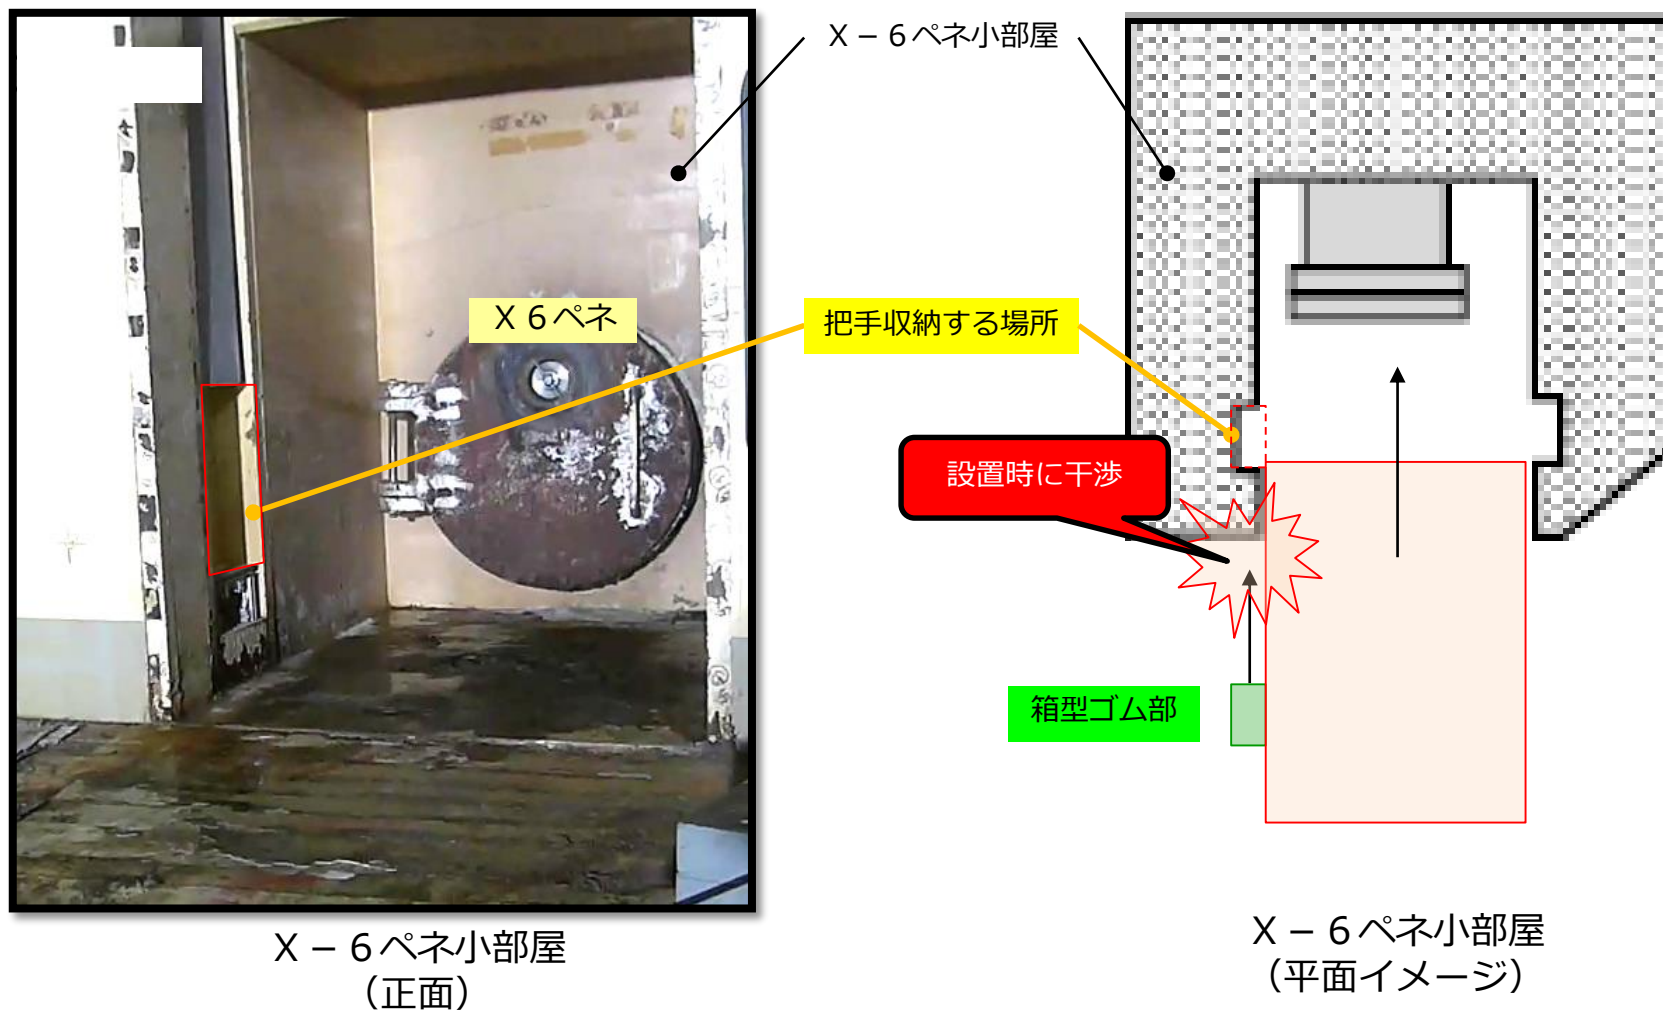 X－6ペネ小部屋
X 6ペネ
把手収納する場所
設置時に干渉
箱型ゴム部
X－6ペネ小部屋
（正面）
X－6ペネ小部屋
（平面イメージ）